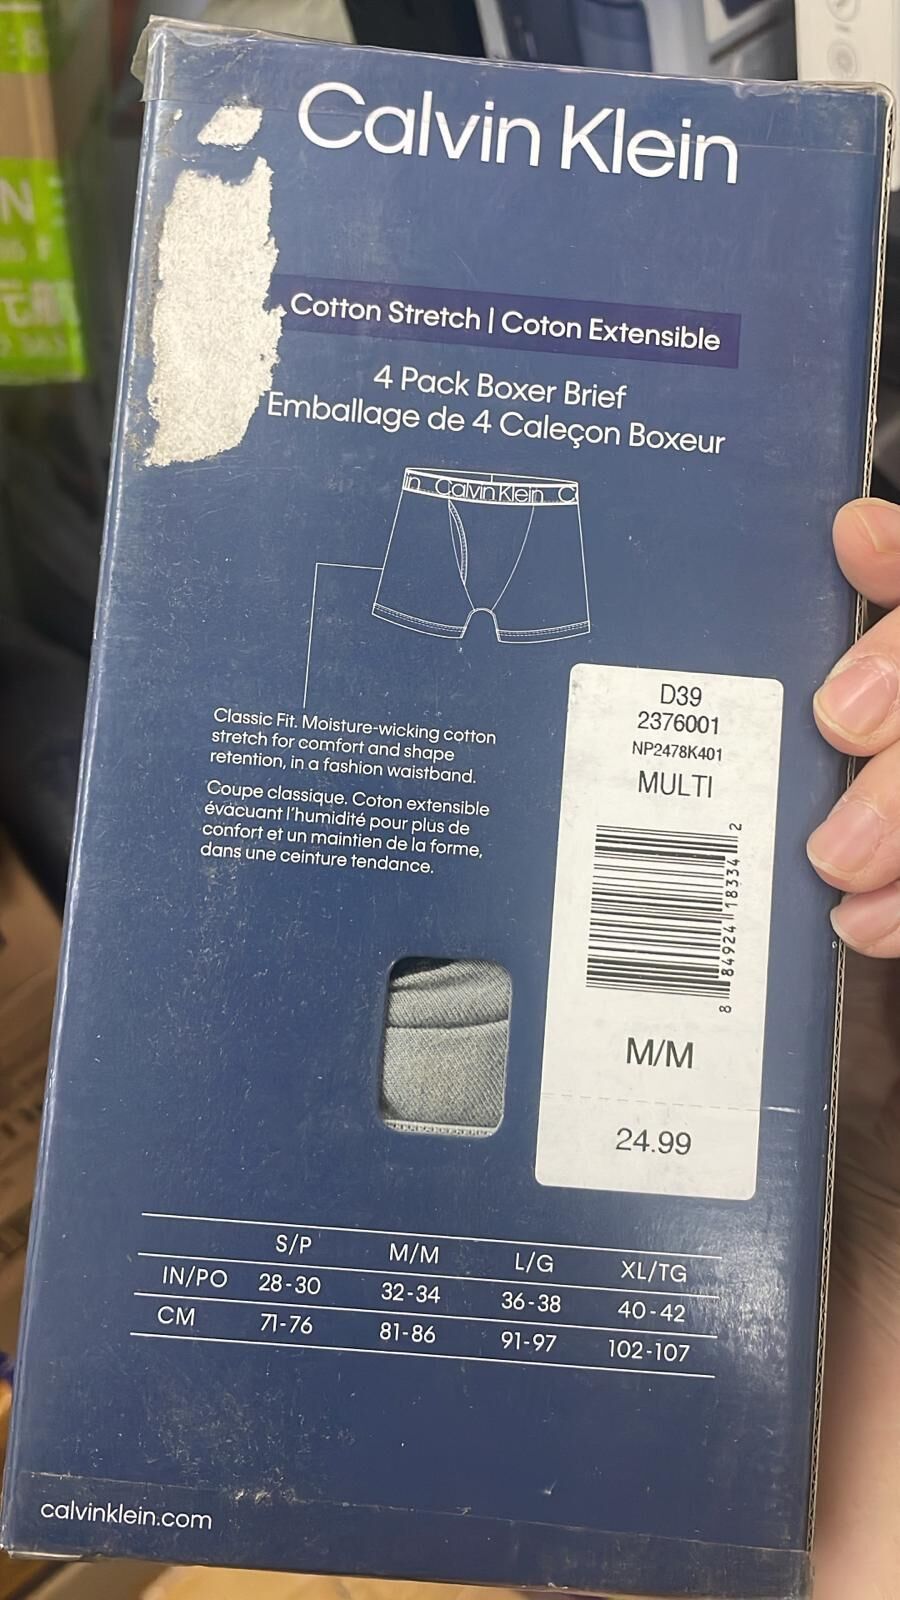 Calvin Klein
Cotton Stretch | Coton Extensible
4 Pack Boxer Brief
Emballage de 4 Caleçon Boxeur
in Calvin Klein C
Classic Fit. Moisture-wicking cotton
stretch for comfort and shape
retention, in a fashion waistband.
Coupe classique. Coton extensible
évacuant l'humidité pour plus de
confort et un maintien de la forme,
dans une ceinture tendance.
D39
2376001
NP2478K401
MULTI
8 84924 18334 2
M/M
24.99
S/P M/M L/G XL/TG
IN/PO 28-30 32-34 36-38 40-42
CM 71-76 81-86 91-97 102-107
calvinklein.com